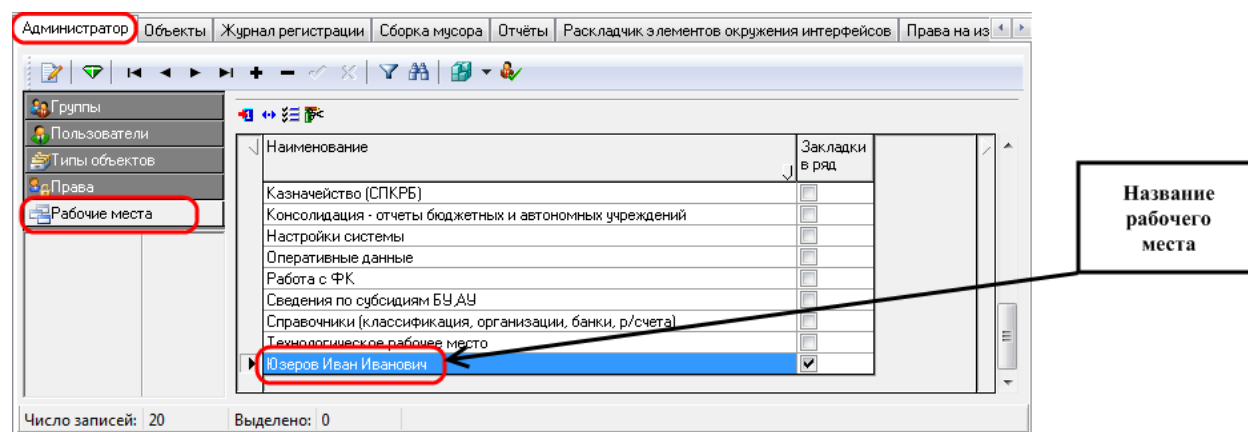 Администратор Объекты Журнал регистрации Сборка мусора Отчёты Раскладчик элементов окружения интерфейсов Права на из
Группы
Пользователи
Типы объектов
Права
Рабочие места
Наименование Закладки в ряд
Казначейство (СПКРБ)
Консолидация - отчеты бюджетных и автономных учреждений
Настройки системы
Оперативные данные
Работа с ФК
Сведения по субсидиям БУ,АУ
Справочники (классификация, организации, банки, р/счета)
Технологическое рабочее место
Юзеров Иван Иванович
Название
рабочего
места
Число записей: 20 Выделено: 0